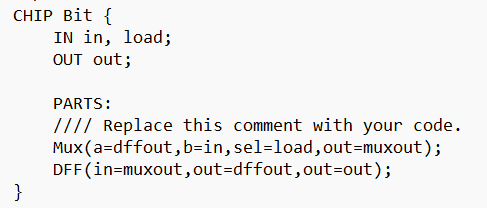 CHIP Bit {
    IN in, load;
    OUT out;

    PARTS:
    //// Replace this comment with your code.
    Mux(a=dffout,b=in,sel=load,out=muxout);
    DFF(in=muxout,out=dffout,out=out);
}